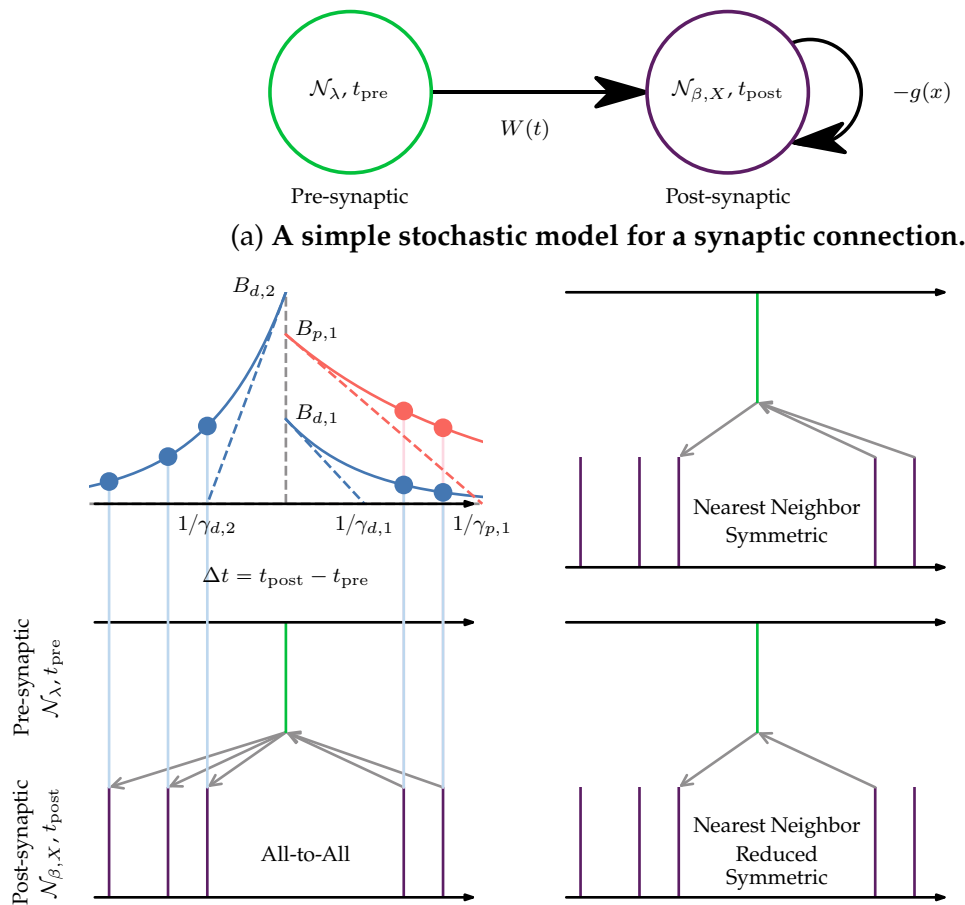 𝒩_λ, t_pre
W(t)
𝒩_{β,X}, t_post
−g(x)
Pre-synaptic
Post-synaptic
(a) A simple stochastic model for a synaptic connection.
B_{d,2}
B_{p,1}
B_{d,1}
1/γ_{d,2}
1/γ_{d,1}
1/γ_{p,1}
Δt = t_post − t_pre
Nearest Neighbor
Symmetric
Pre-synaptic
𝒩_λ, t_pre
Post-synaptic
𝒩_{β,X}, t_post
All-to-All
Nearest Neighbor
Reduced
Symmetric